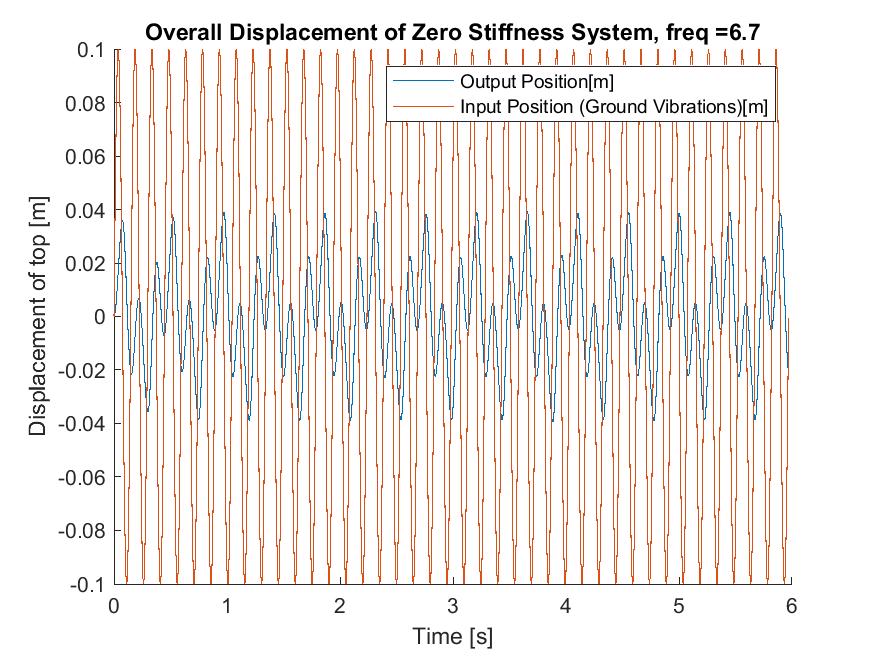 Overall Displacement of Zero Stiffness System, freq =6.7
Output Position[m]
Input Position (Ground Vibrations)[m]
Displacement of top [m]
0.1
0.08
0.06
0.04
0.02
0
-0.02
-0.04
-0.06
-0.08
-0.1
0 1 2 3 4 5 6
Time [s]